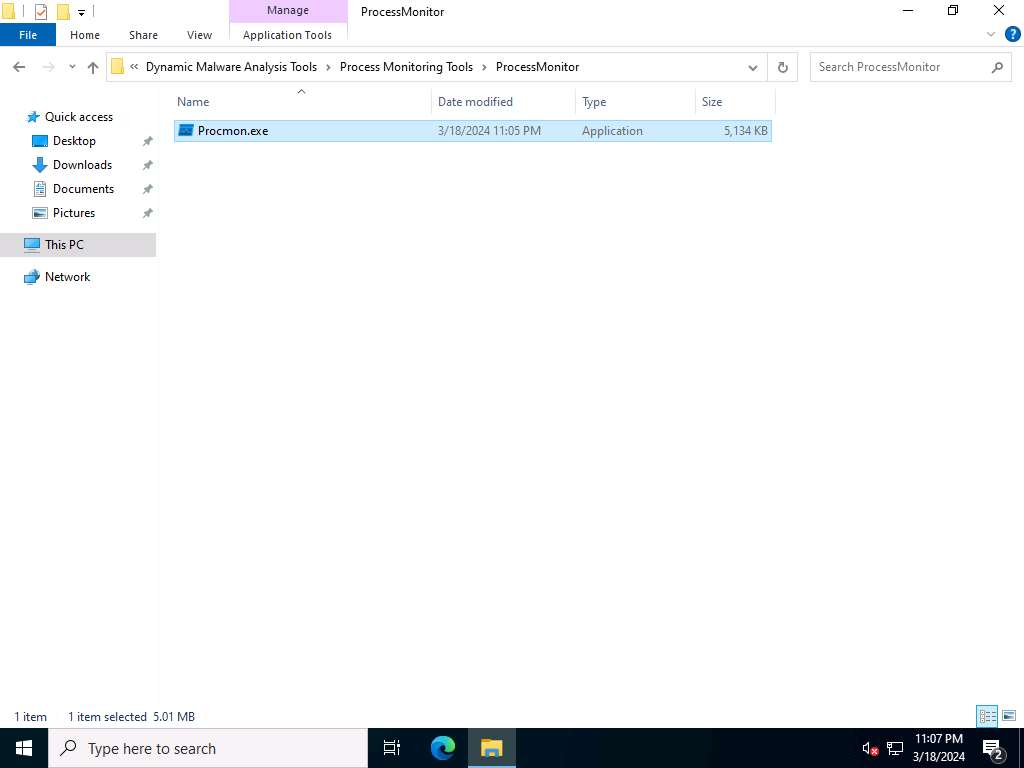 Manage
ProcessMonitor
File
Home
Share
View
Application Tools
« Dynamic Malware Analysis Tools › Process Monitoring Tools › ProcessMonitor
Search ProcessMonitor
Name
Date modified
Type
Size
Procmon.exe
3/18/2024 11:05 PM
Application
5,134 KB
Quick access
Desktop
Downloads
Documents
Pictures
This PC
Network
1 item
1 item selected 5.01 MB
Type here to search
11:07 PM
3/18/2024
2